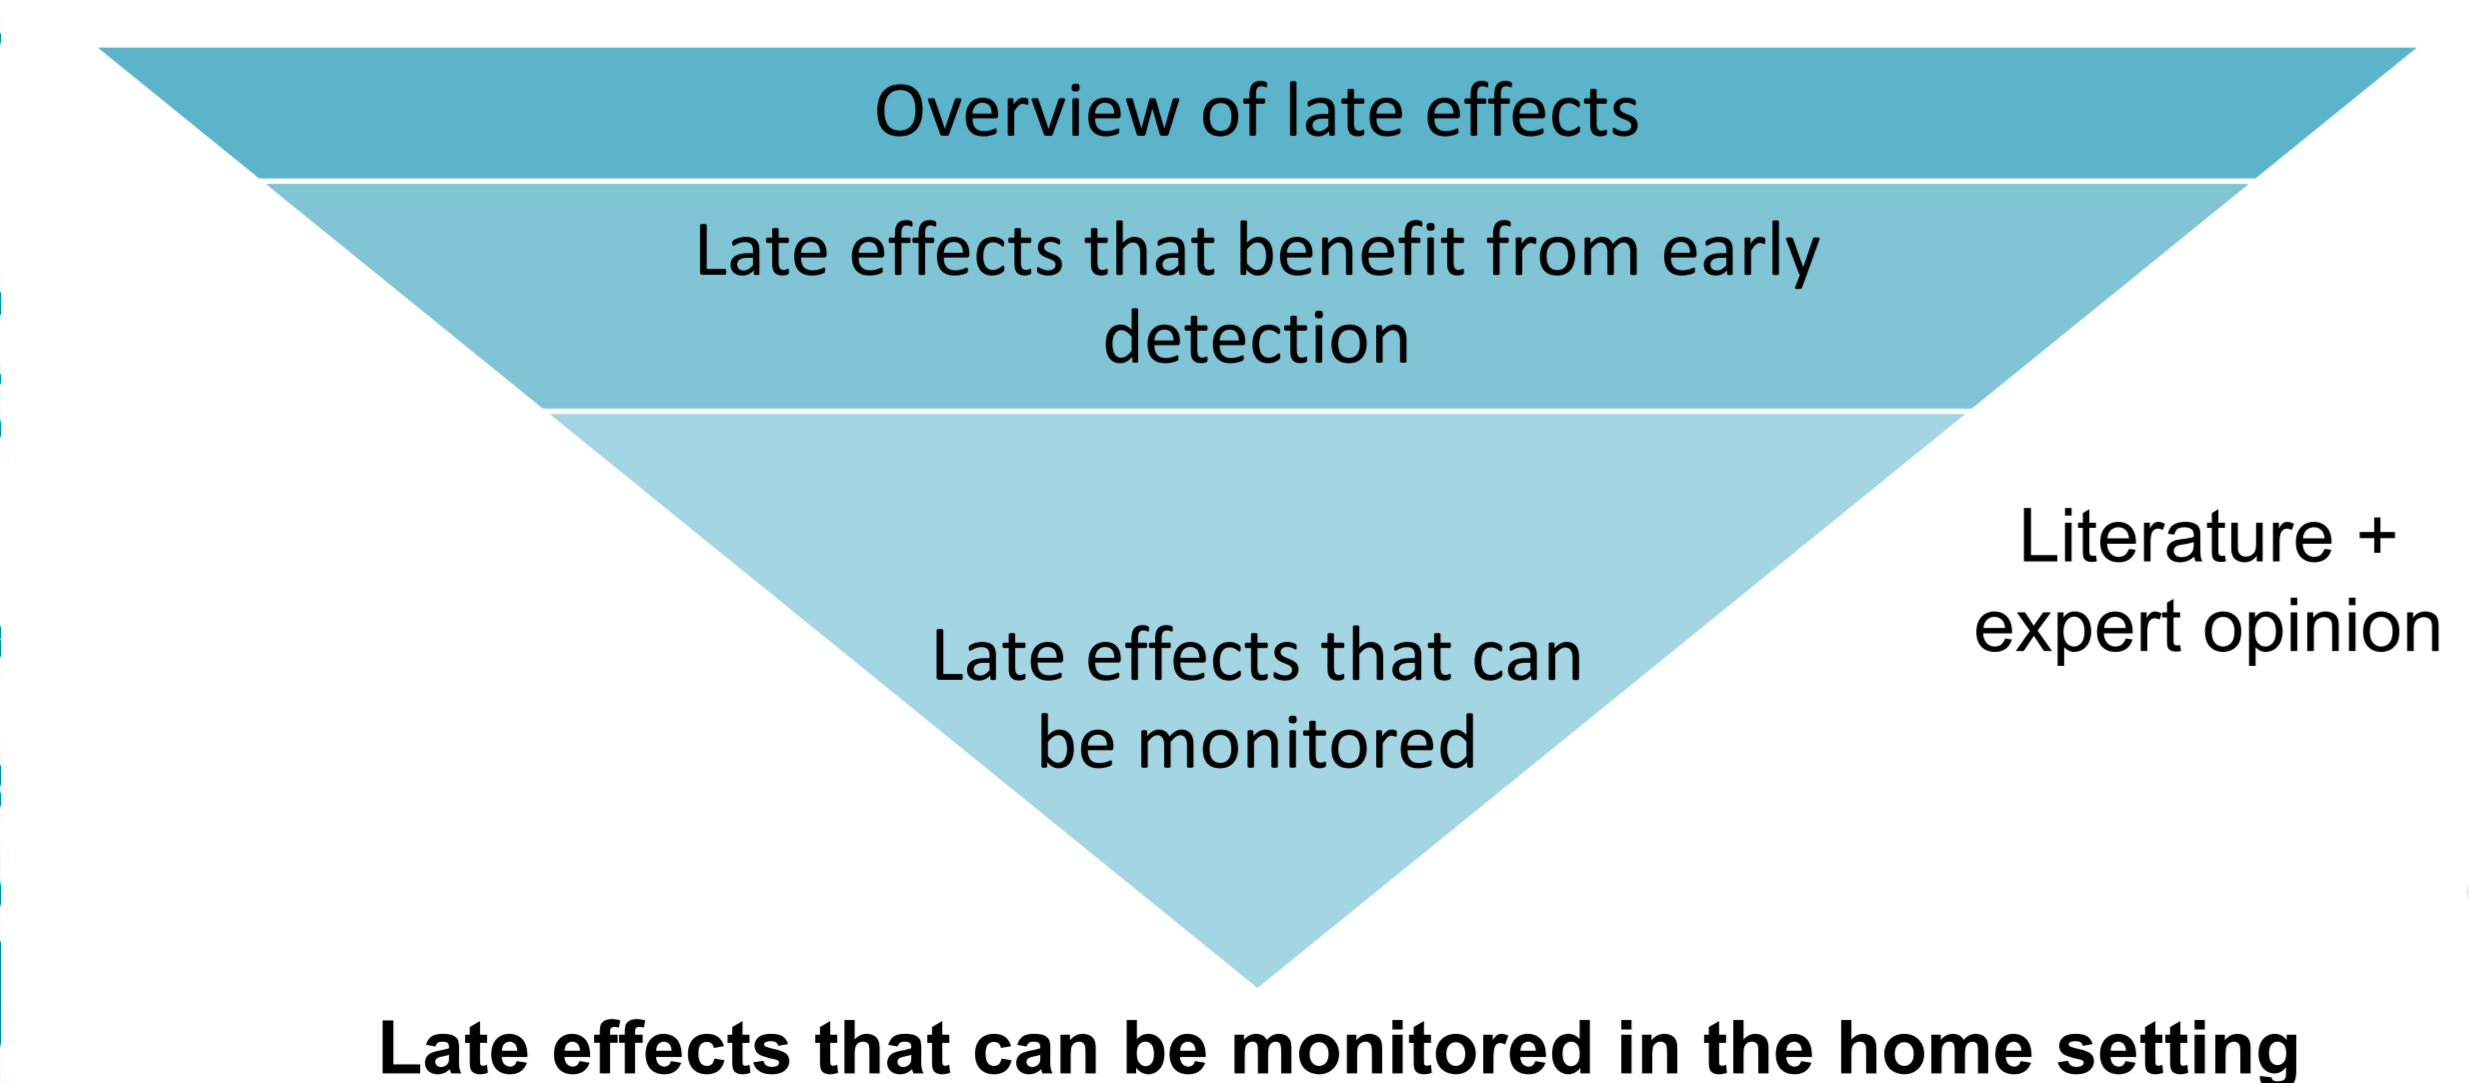 Overview of late effects
Late effects that benefit from early
detection
Late effects that can
be monitored
Literature +
expert opinion
Late effects that can be monitored in the home setting